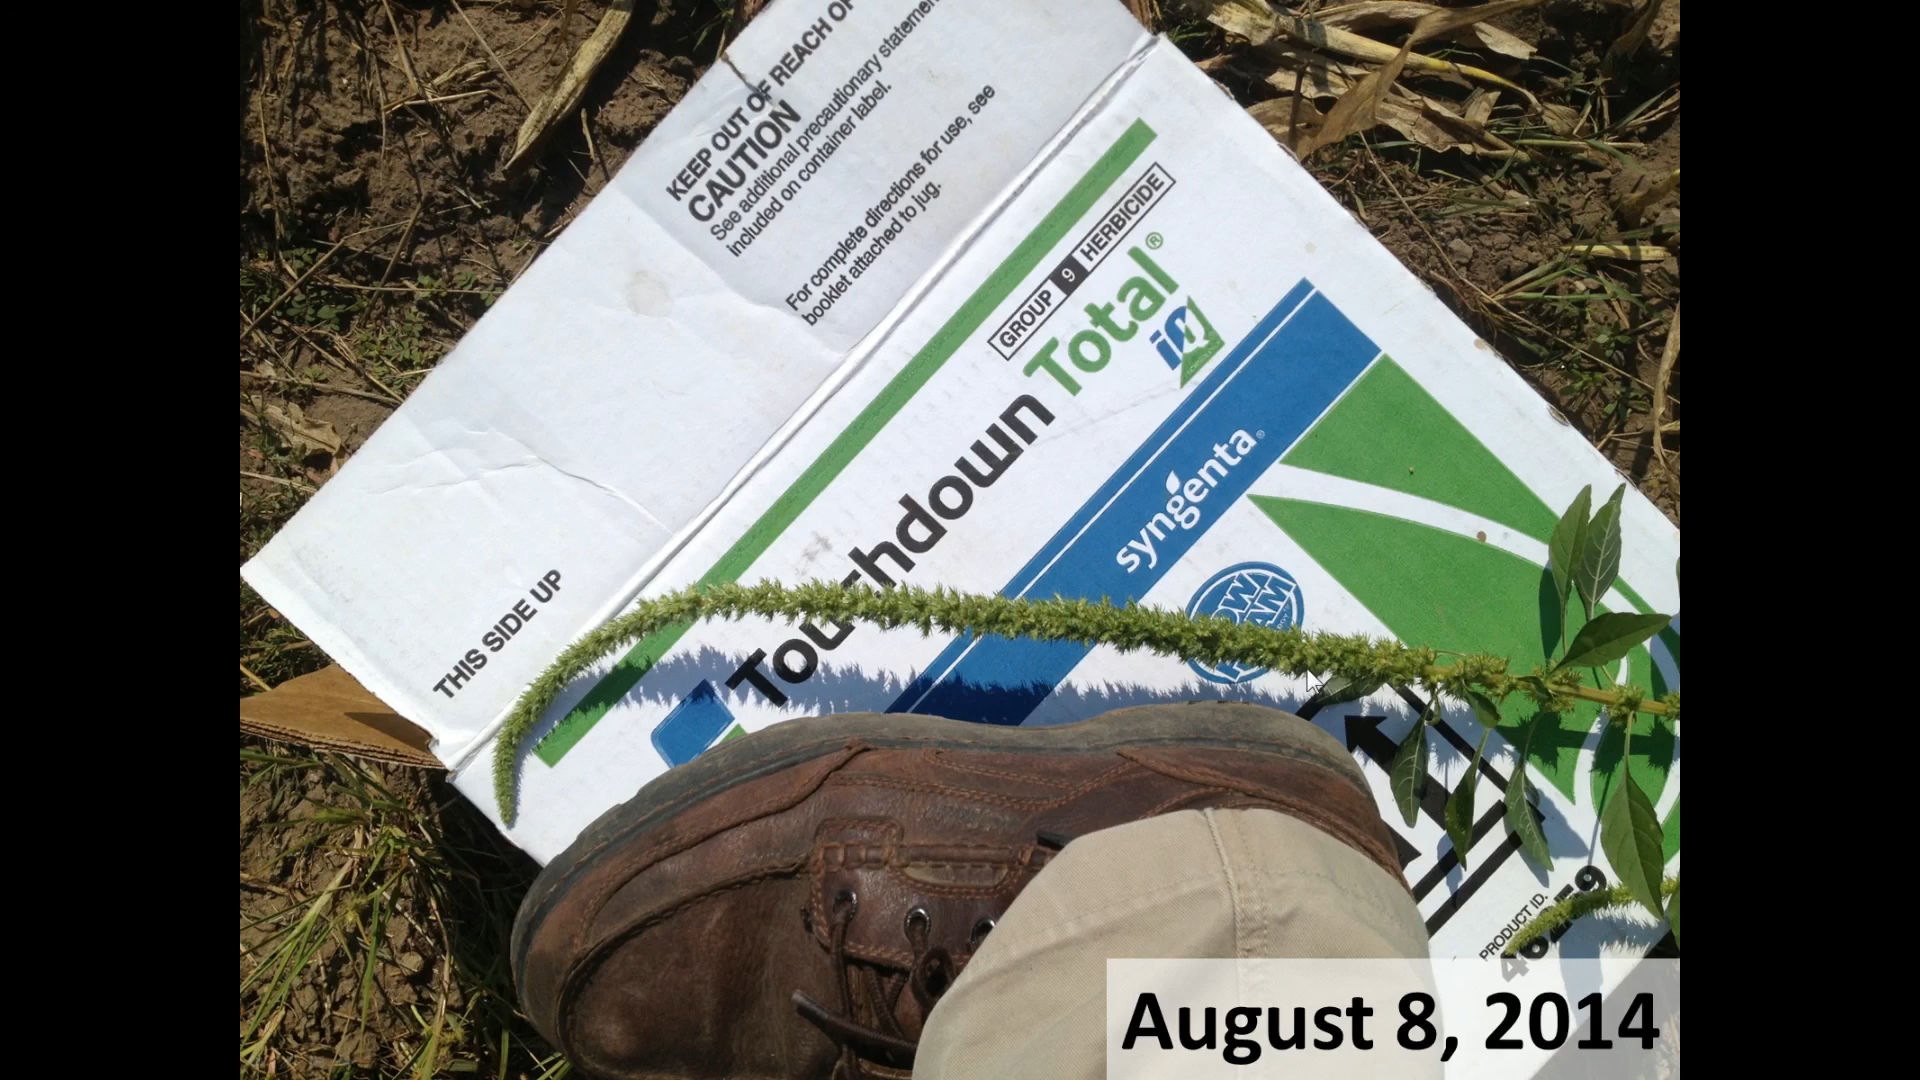 KEEP OUT OF REACH OF
CAUTION
See additional precautionary
included on container label.
For complete directions for use, see
booklet attached to jug.
THIS SIDE UP
GROUP 9 HERBICIDE
Touchdown Total®
iQ
syngenta®
PRODUCT ID.
August 8, 2014